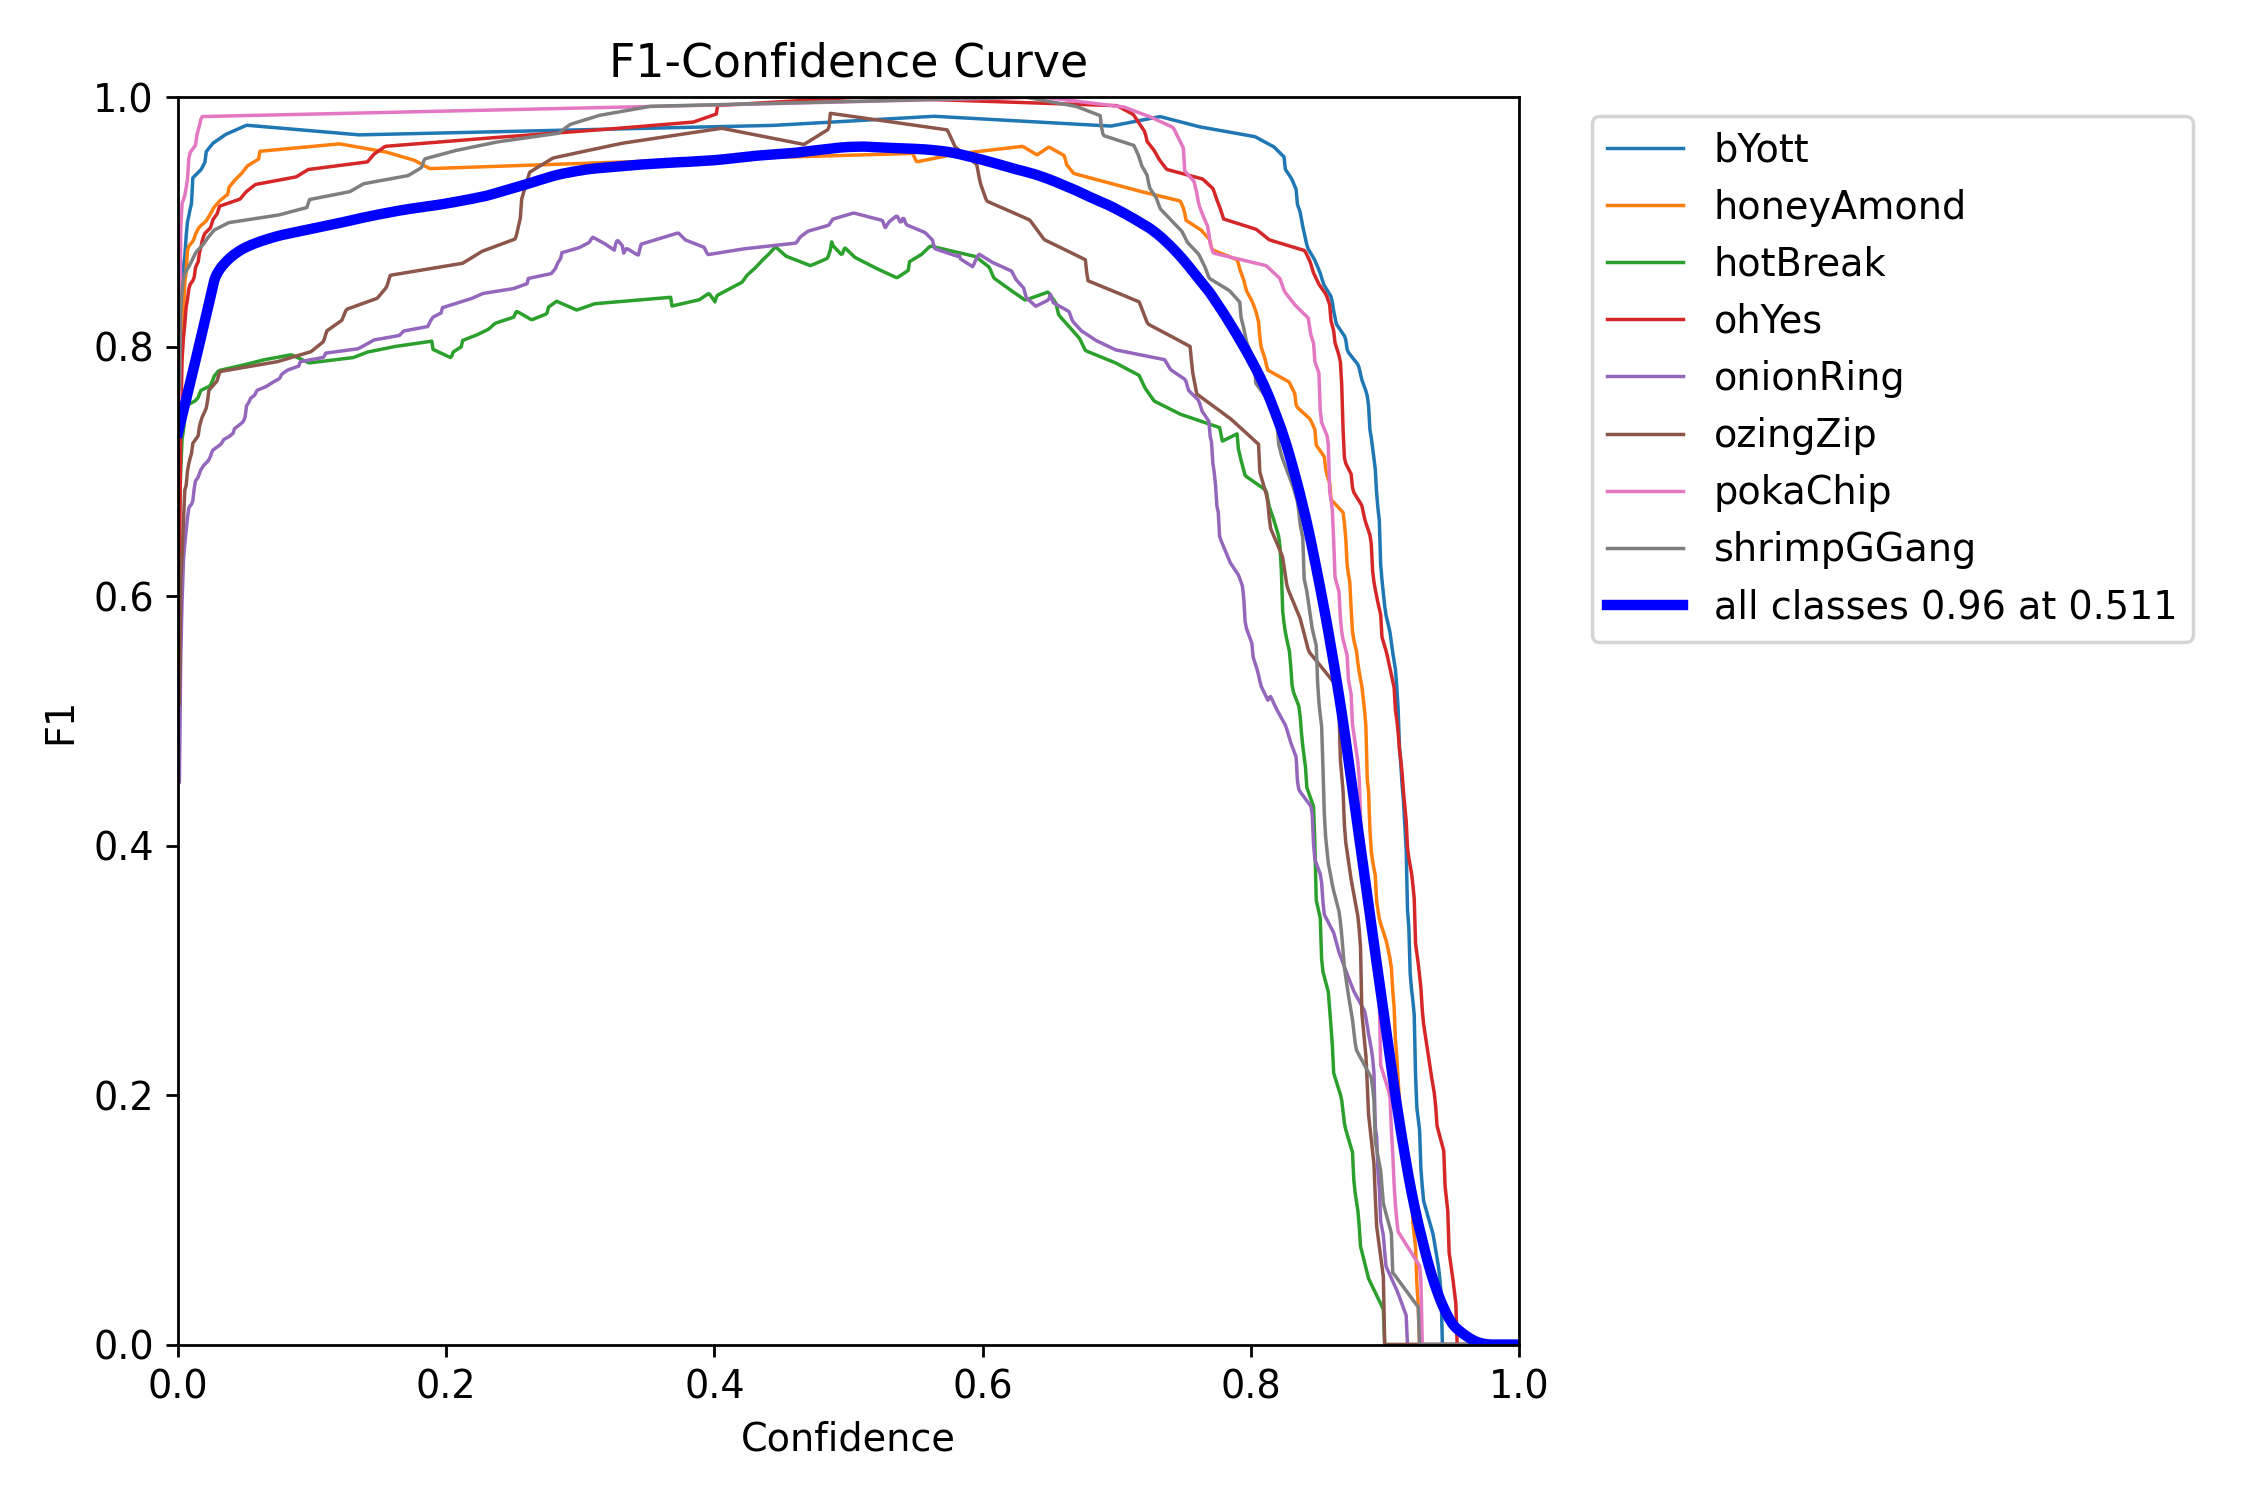 F1-Confidence Curve
1.0
0.8
0.6
0.4
0.2
0.0
F1
0.0 0.2 0.4 0.6 0.8 1.0
Confidence
bYott
honeyAmond
hotBreak
ohYes
onionRing
ozingZip
pokaChip
shrimpGGang
all classes 0.96 at 0.511